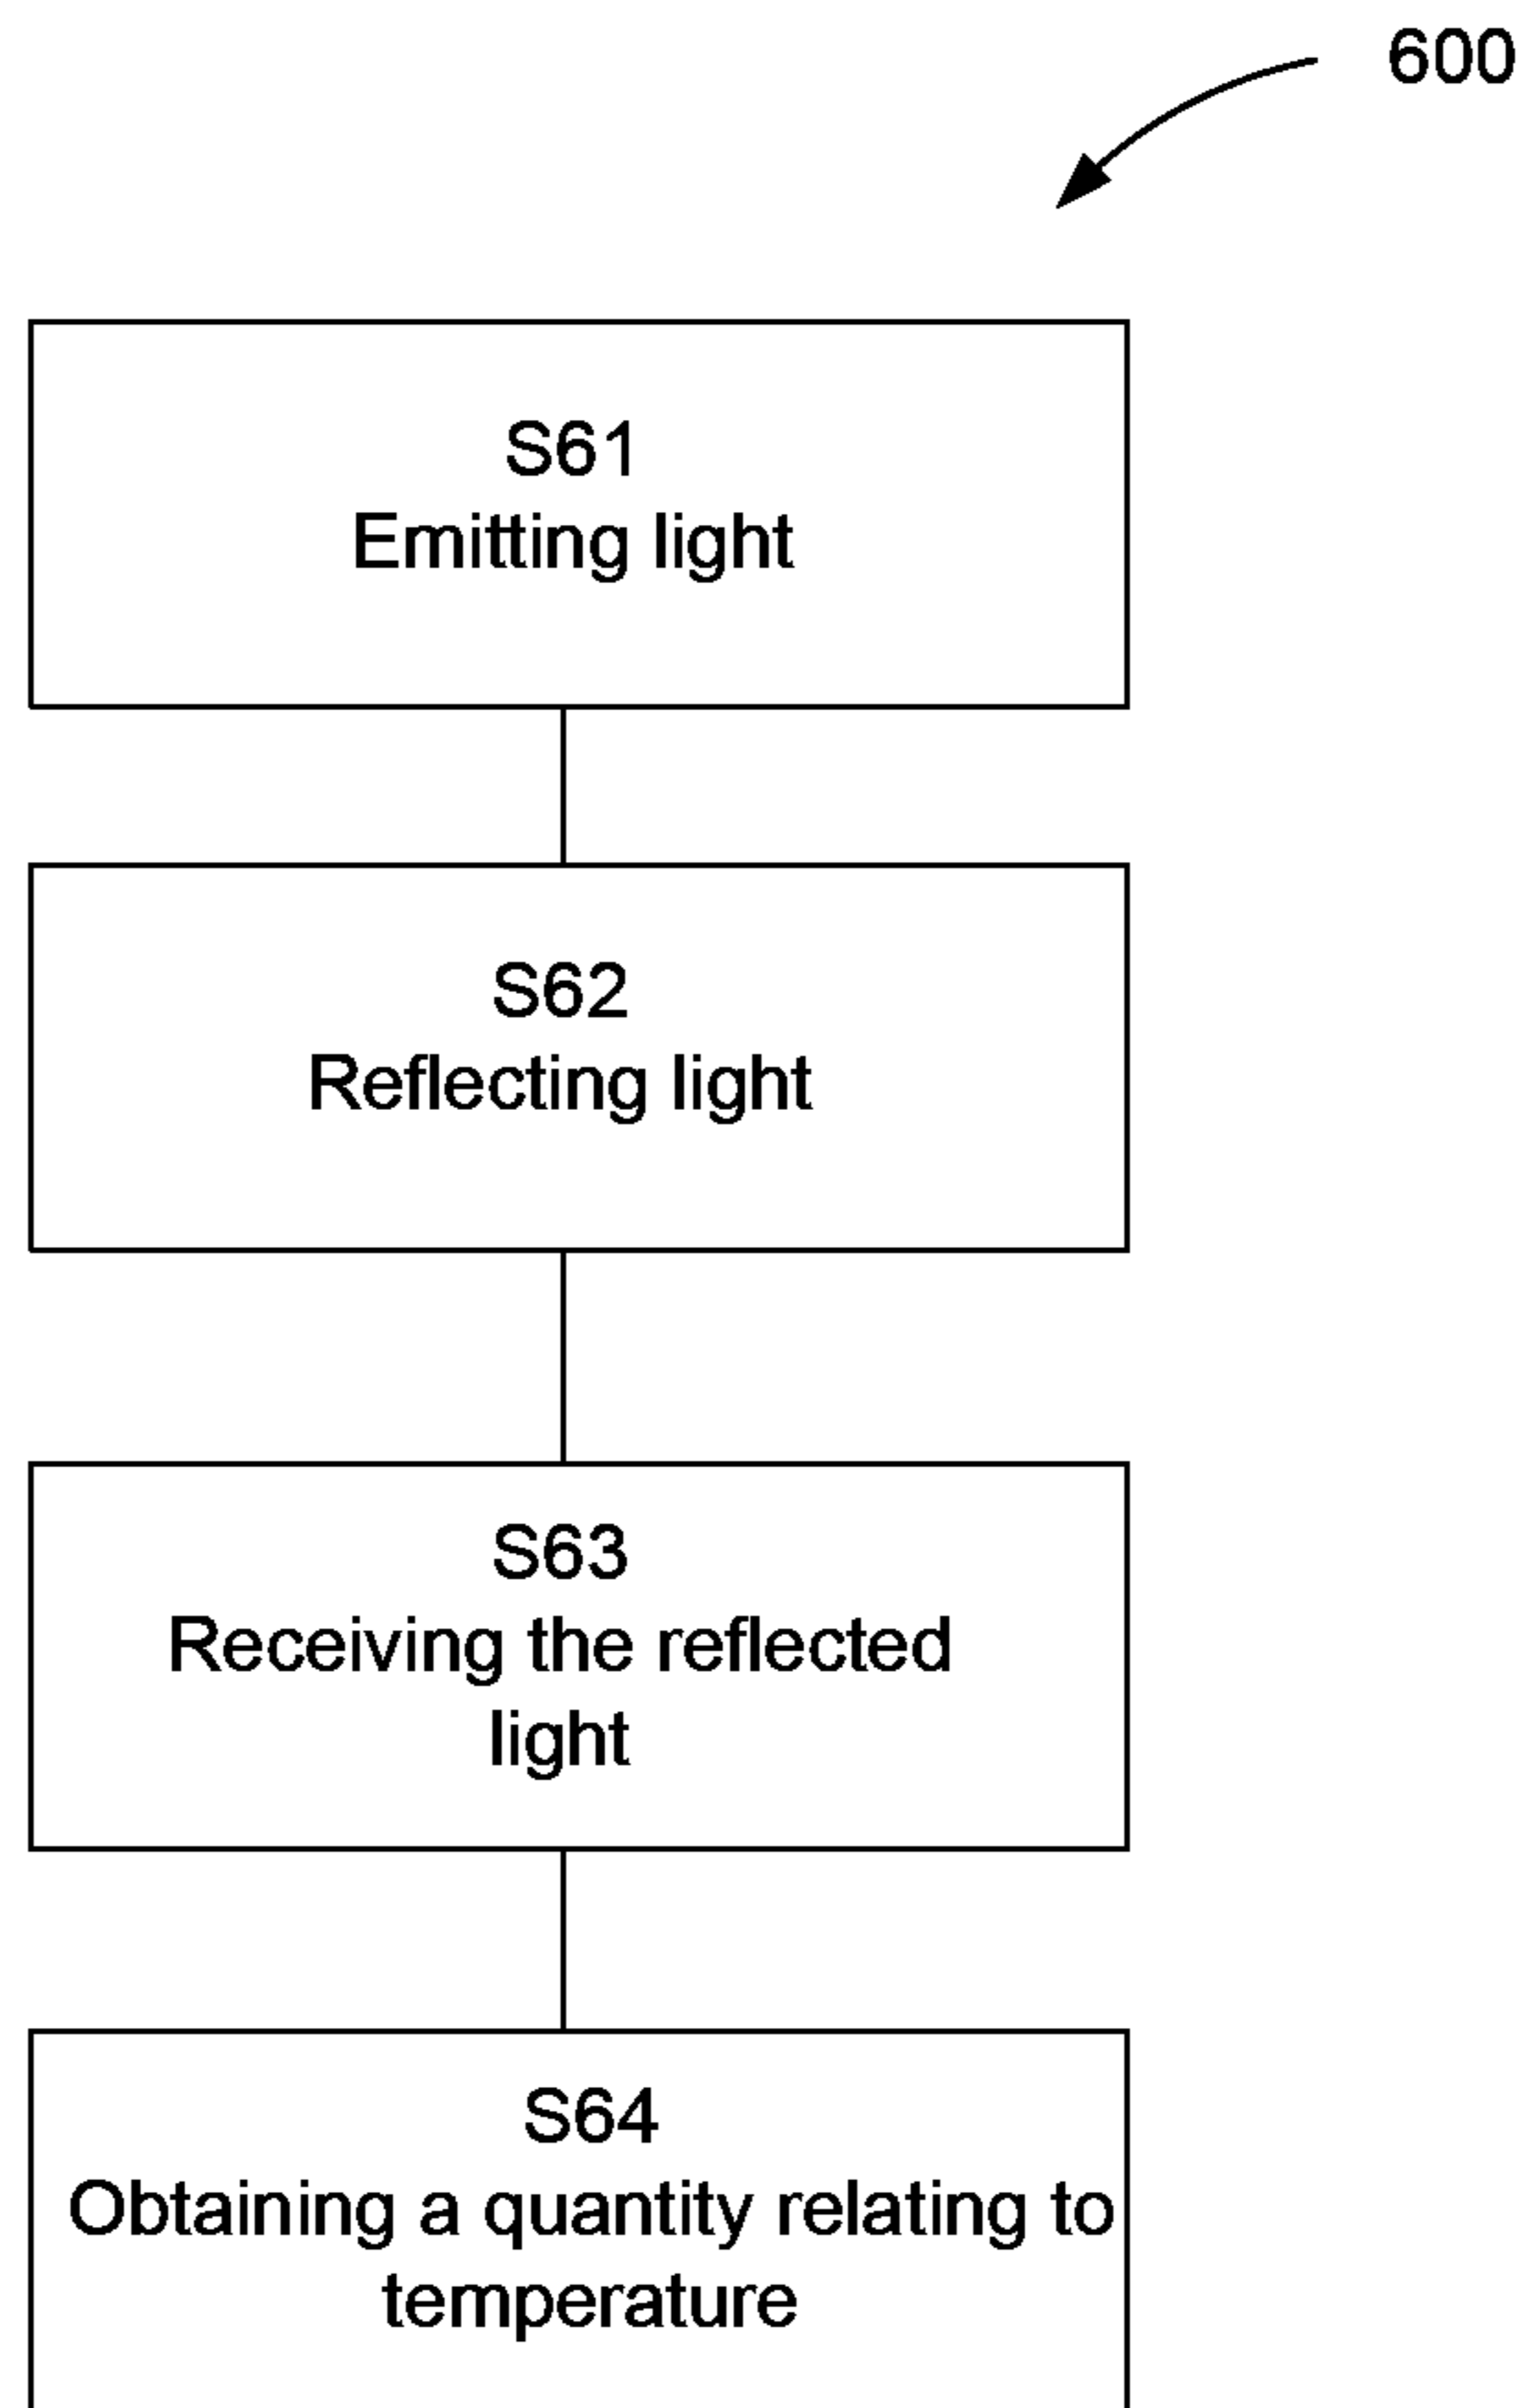 600
S61
Emitting light
S62
Reflecting light
S63
Receiving the reflected
light
S64
Obtaining a quantity relating to
temperature